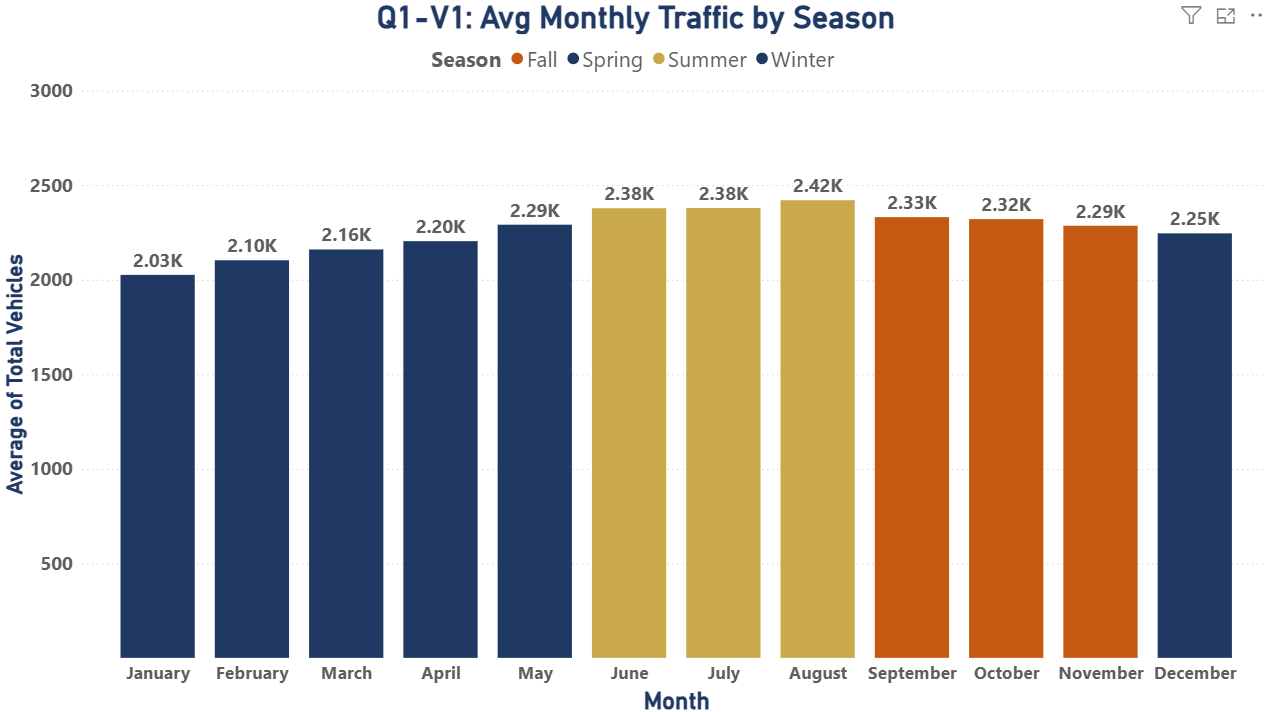 Q1-V1: Avg Monthly Traffic by Season
Season Fall Spring Summer Winter
3000
2500
2000
1500
1000
500
Average of Total Vehicles
2.03K 2.10K 2.16K 2.20K 2.29K 2.38K 2.38K 2.42K 2.33K 2.32K 2.29K 2.25K
January February March April May June July August September October November December
Month